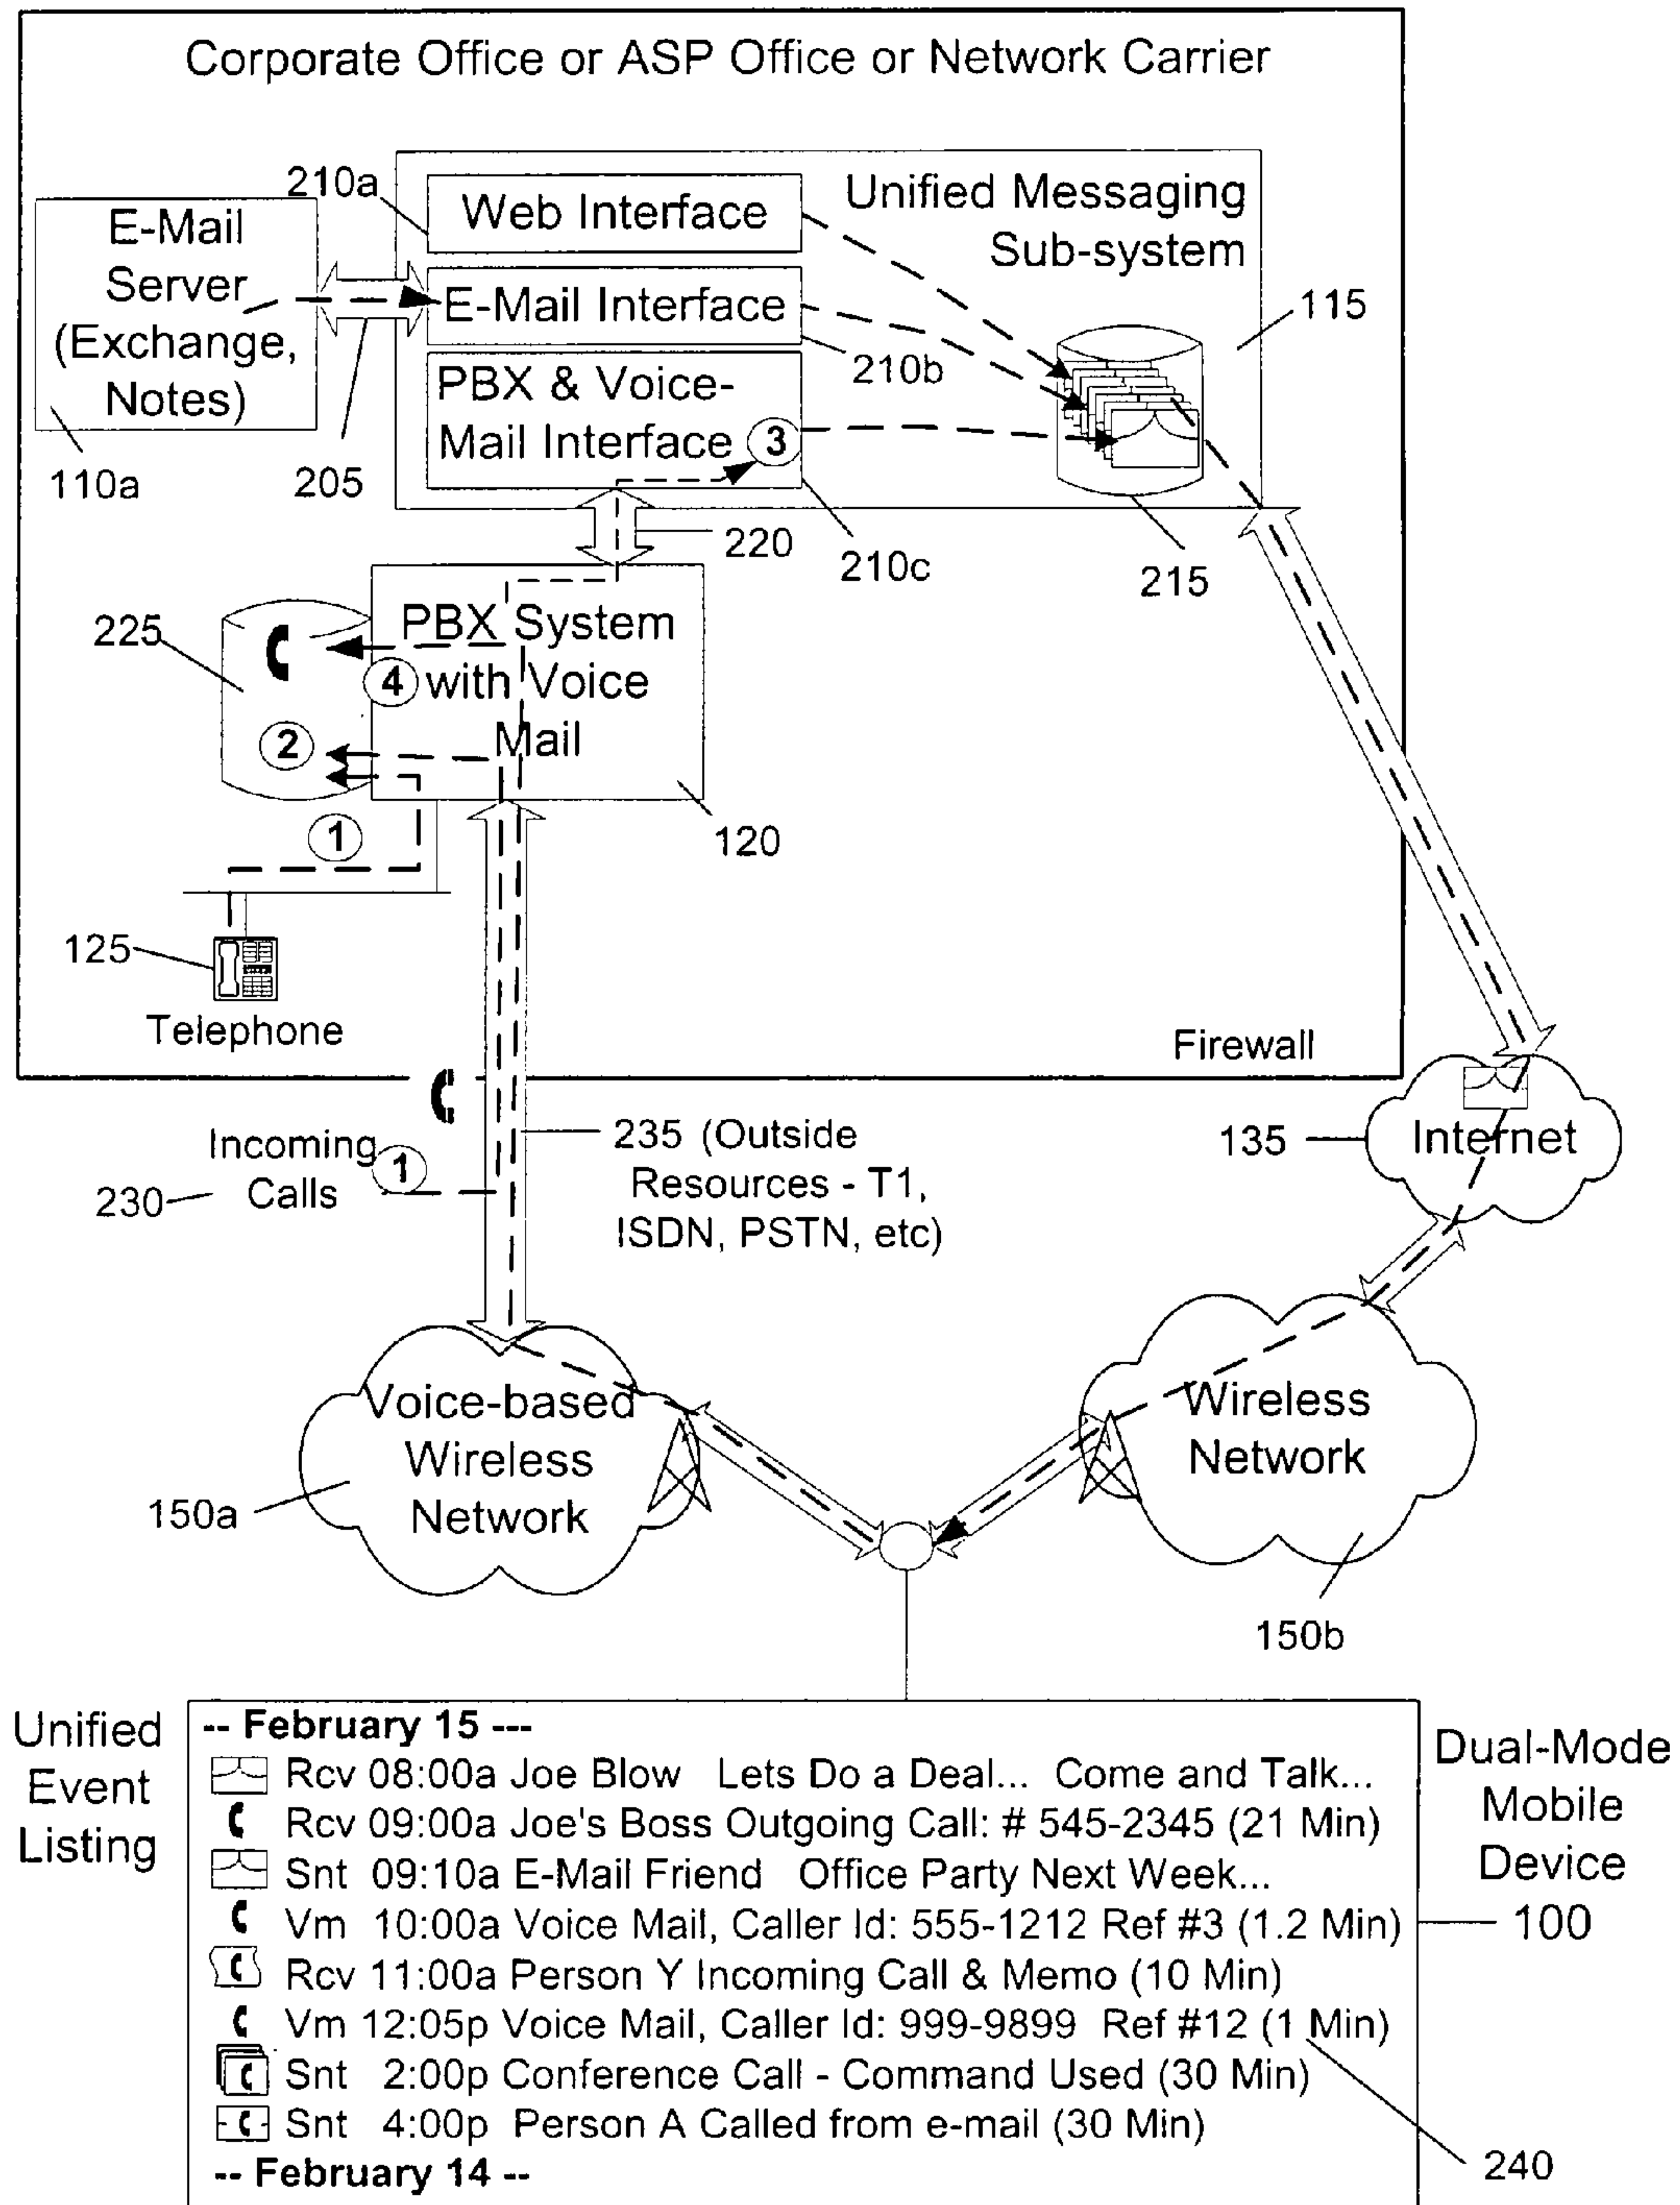 Corporate Office or ASP Office or Network Carrier
210a
Web Interface
Unified Messaging
Sub-system
E-Mail
Server
(Exchange,
Notes)
E-Mail Interface
115
210b
PBX & Voice-
Mail Interface
3
110a
205
220
210c
215
225
PBX System
4
with Voice
Mail
2
1
120
125
Telephone
Firewall
Incoming
Calls
1
230
235 (Outside
Resources - T1,
ISDN, PSTN, etc)
135
Internet
Voice-based
Wireless
Network
150a
Wireless
Network
150b
Unified
Event
Listing
-- February 15 ---
Rcv 08:00a Joe Blow Lets Do a Deal... Come and Talk...
Rcv 09:00a Joe's Boss Outgoing Call: # 545-2345 (21 Min)
Snt 09:10a E-Mail Friend Office Party Next Week...
Vm 10:00a Voice Mail, Caller Id: 555-1212 Ref #3 (1.2 Min)
Rcv 11:00a Person Y Incoming Call & Memo (10 Min)
Vm 12:05p Voice Mail, Caller Id: 999-9899 Ref #12 (1 Min)
Snt 2:00p Conference Call - Command Used (30 Min)
Snt 4:00p Person A Called from e-mail (30 Min)
-- February 14 --
Dual-Mode
Mobile
Device
100
240